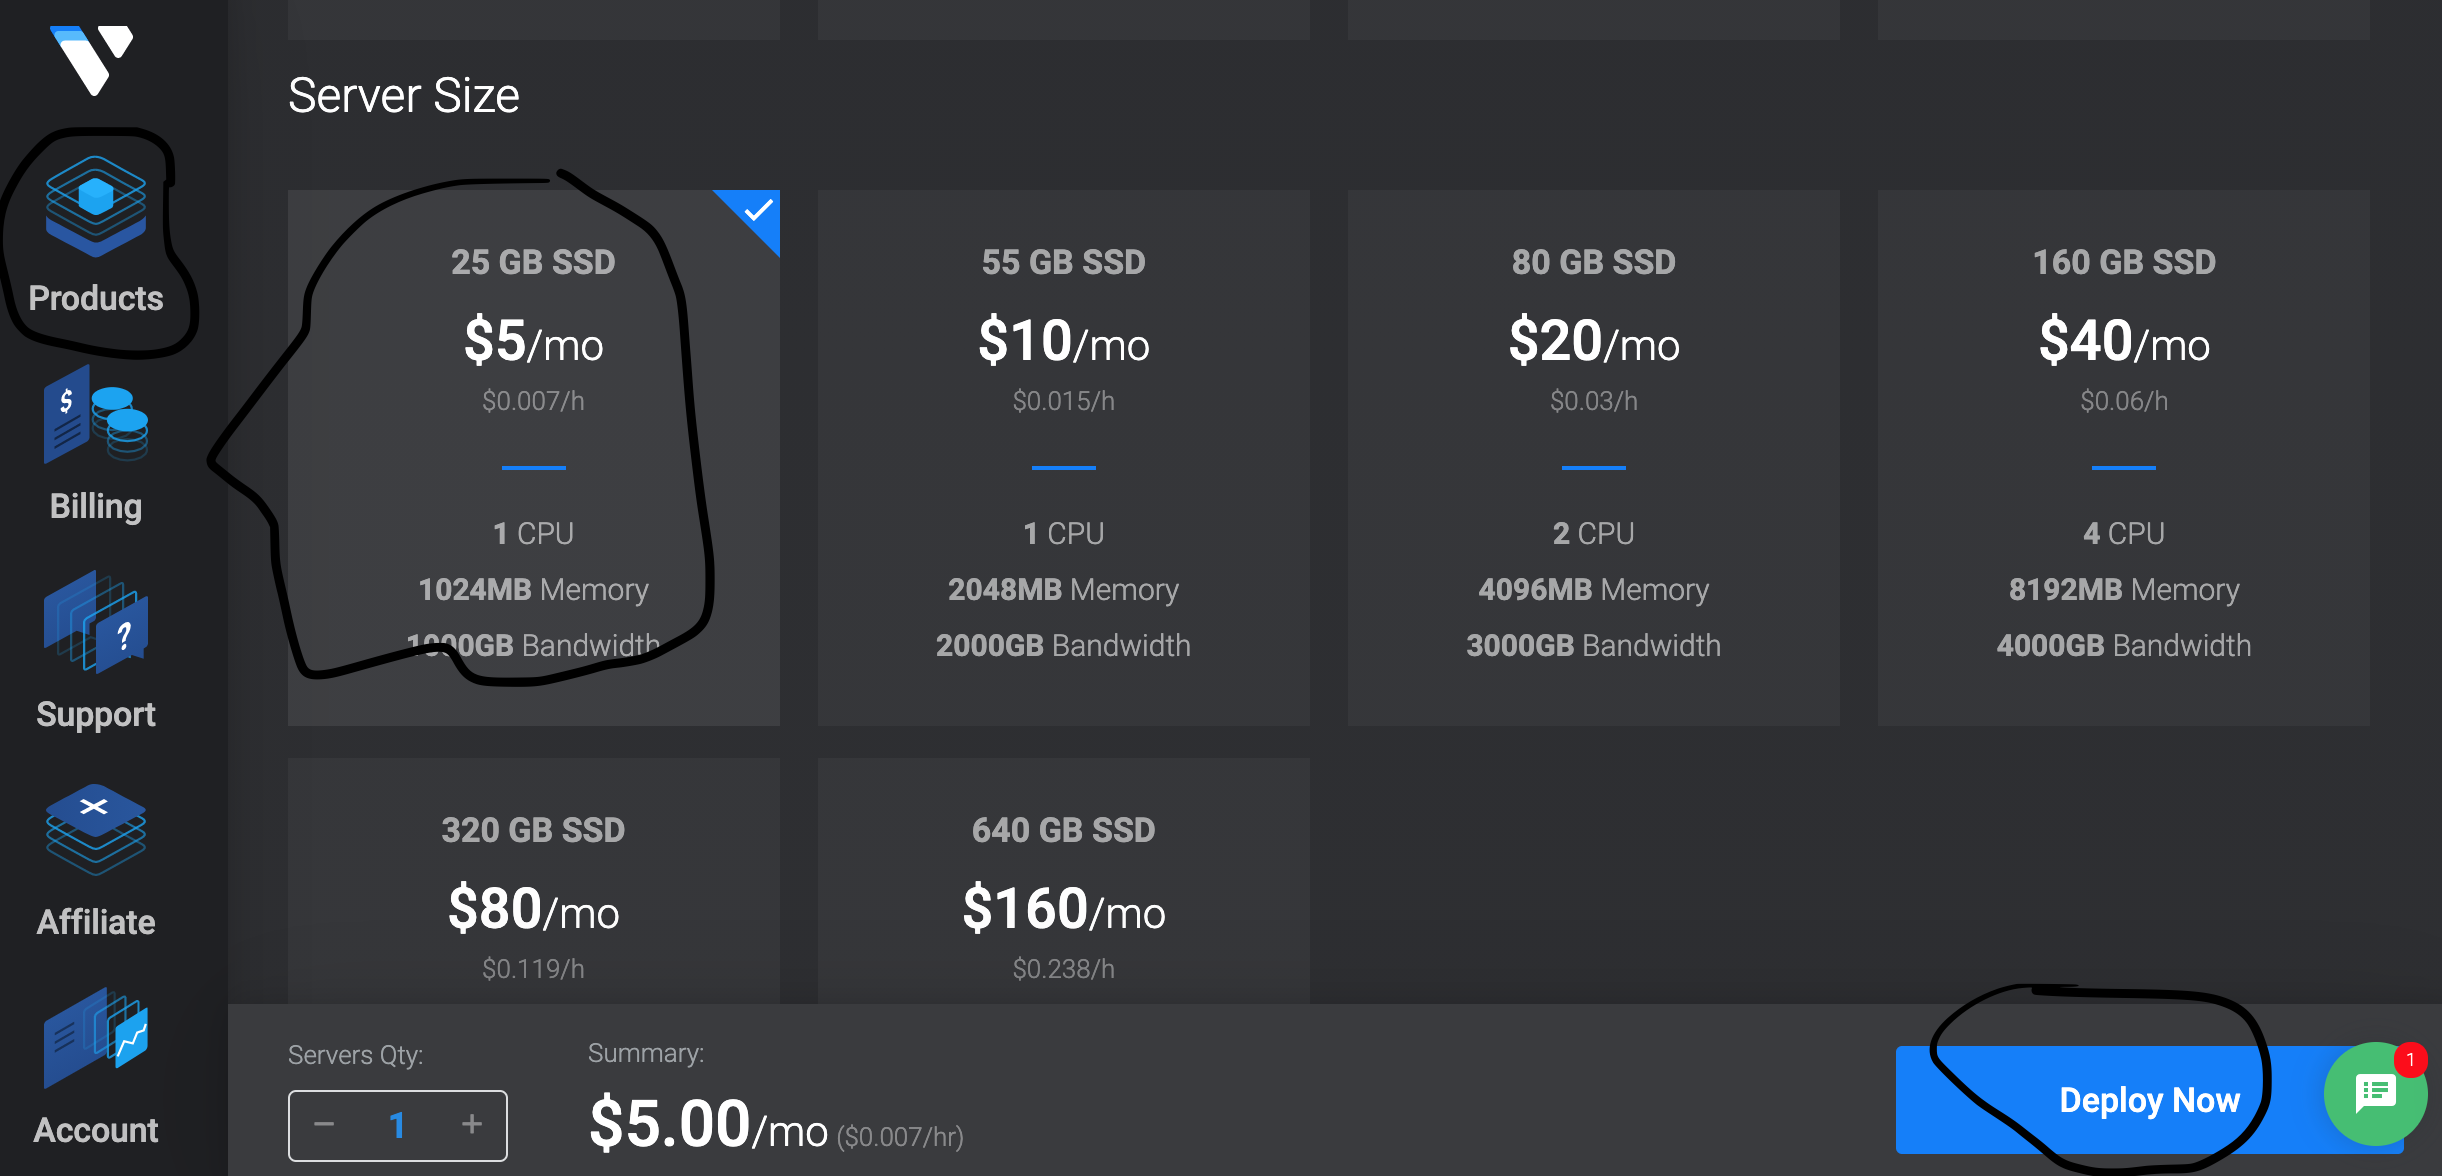 Server Size
Products
Billing
Support
Affiliate
Account
25 GB SSD
$5/mo
$0.007/h
1 CPU
1024MB Memory
1000GB Bandwidth
55 GB SSD
$10/mo
$0.015/h
1 CPU
2048MB Memory
2000GB Bandwidth
80 GB SSD
$20/mo
$0.03/h
2 CPU
4096MB Memory
3000GB Bandwidth
160 GB SSD
$40/mo
$0.06/h
4 CPU
8192MB Memory
4000GB Bandwidth
320 GB SSD
$80/mo
$0.119/h
640 GB SSD
$160/mo
$0.238/h
Servers Qty:
− 1 +
Summary:
$5.00/mo ($0.007/hr)
Deploy Now
1